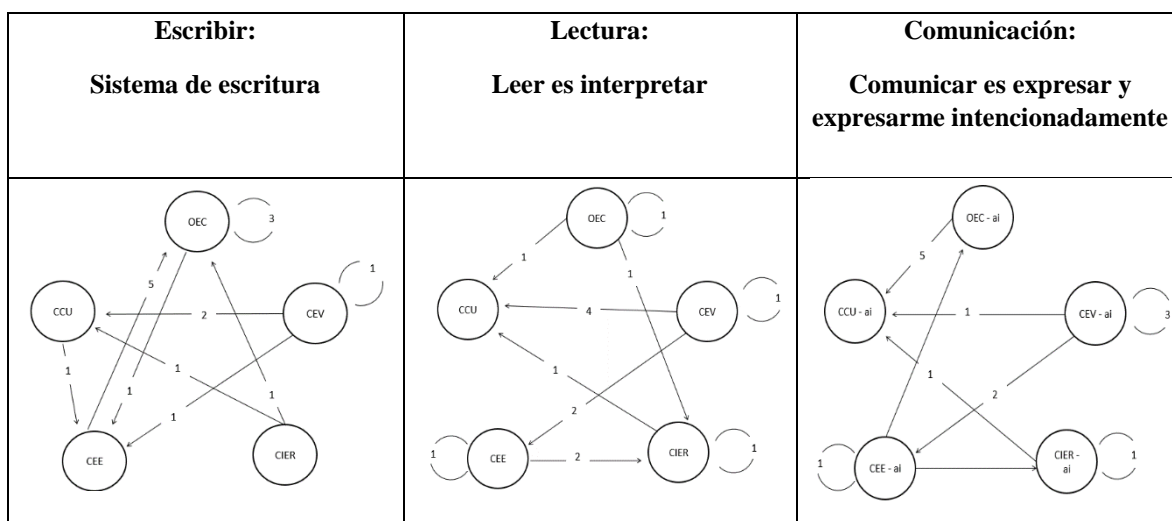 Escribir:
Sistema de escritura
Lectura:
Leer es interpretar
Comunicación:
Comunicar es expresar y
expresarme intencionadamente
OEC
3
1
5
CCU
2
CEV
1
1
1
1
1
CEE
CIER
OEC
1
1
1
CCU
4
CEV
1
1
2
1
CEE
2
CIER
1
OEC - ai
5
CCU - ai
1
CEV - ai
3
1
2
1
CEE - ai
CIER -
ai
1